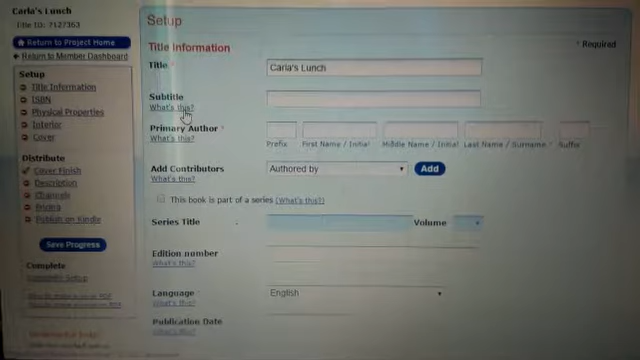 Carla's Lunch
Title ID: 7127363
Return to Project Home
Return to Member Dashboard
Setup
Title Information
ISBN
Physical Properties
Interior
Cover
Distribute
Cover Finish
Description
Channels
Pricing
Publish on Kindle
Save Progress
Complete
Setup
Title Information
* Required
Title *
Carla's Lunch
Subtitle
What's this?
Primary Author *
What's this?
Prefix
First Name / Initial
Middle Name / Initial
Last Name / Surname *
Suffix
Add Contributors
What's this?
Authored by
Add
This book is part of a series (What's this?)
Series Title
Volume
Edition number
What's this?
Language *
What's this?
English
Publication Date
What's this?